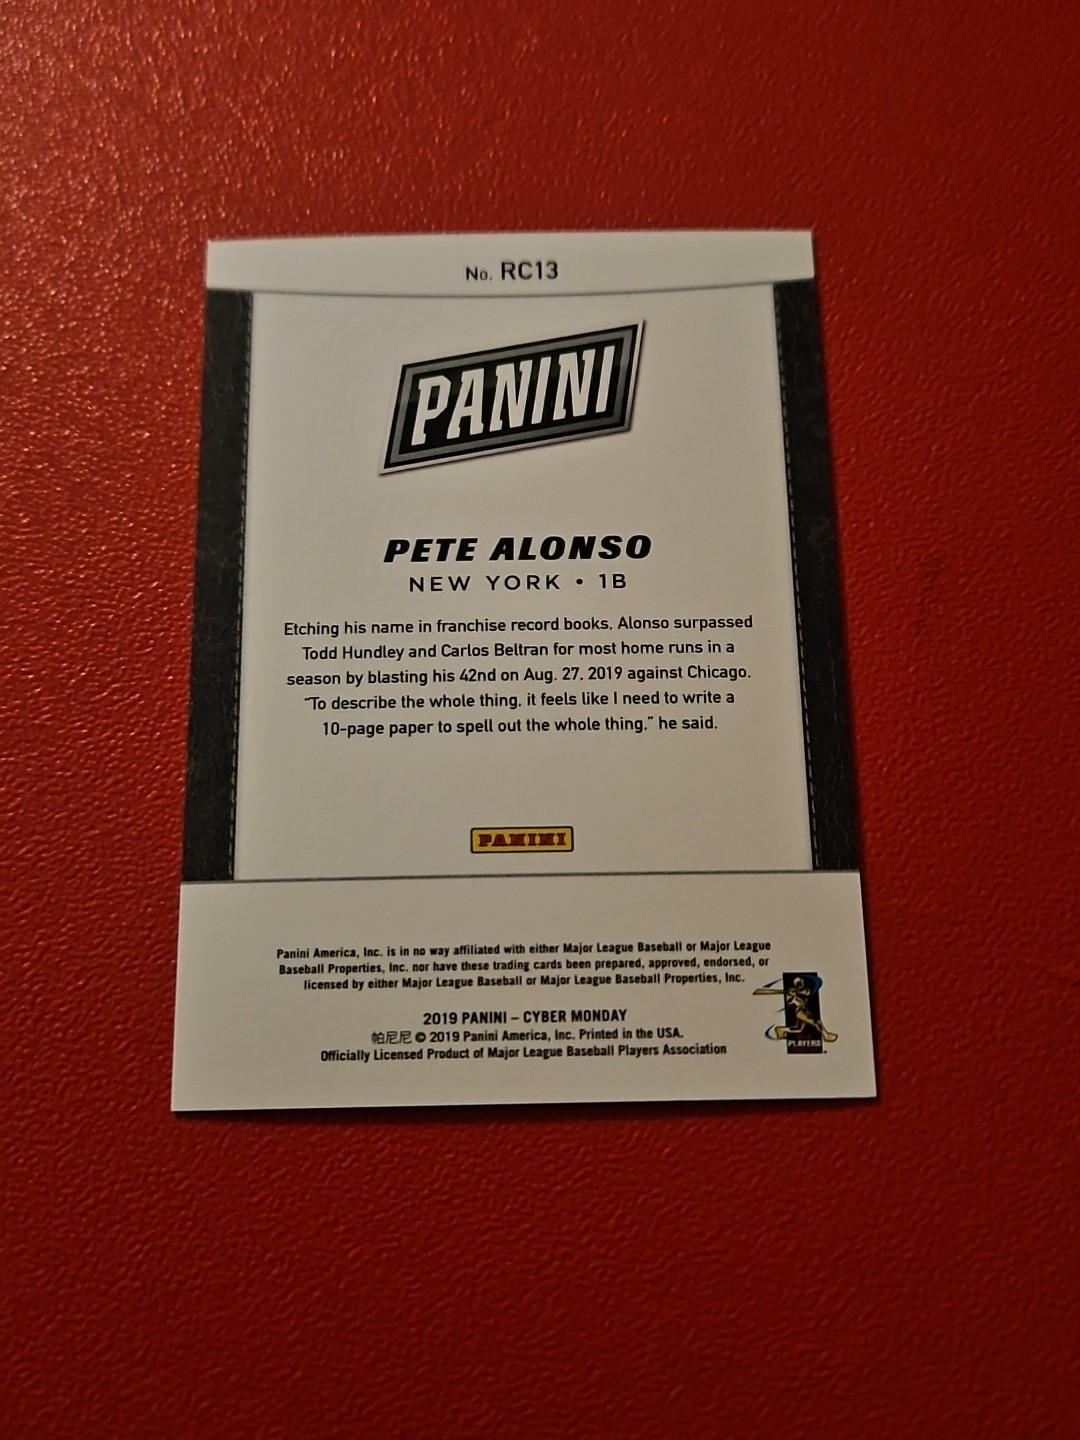 No. RC13
PANINI
PETE ALONSO
NEW YORK • 1B
Etching his name in franchise record books, Alonso surpassed
Todd Hundley and Carlos Beltran for most home runs in a
season by blasting his 42nd on Aug. 27, 2019 against Chicago.
"To describe the whole thing, it feels like I need to write a
10-page paper to spell out the whole thing," he said.
PANINI
Panini America, Inc. is in no way affiliated with either Major League Baseball or Major League
Baseball Properties, Inc. nor have these trading cards been prepared, approved, endorsed, or
licensed by either Major League Baseball or Major League Baseball Properties, Inc.
2019 PANINI – CYBER MONDAY
帕尼尼 © 2019 Panini America, Inc. Printed in the USA.
Officially Licensed Product of Major League Baseball Players Association
PLAYERS